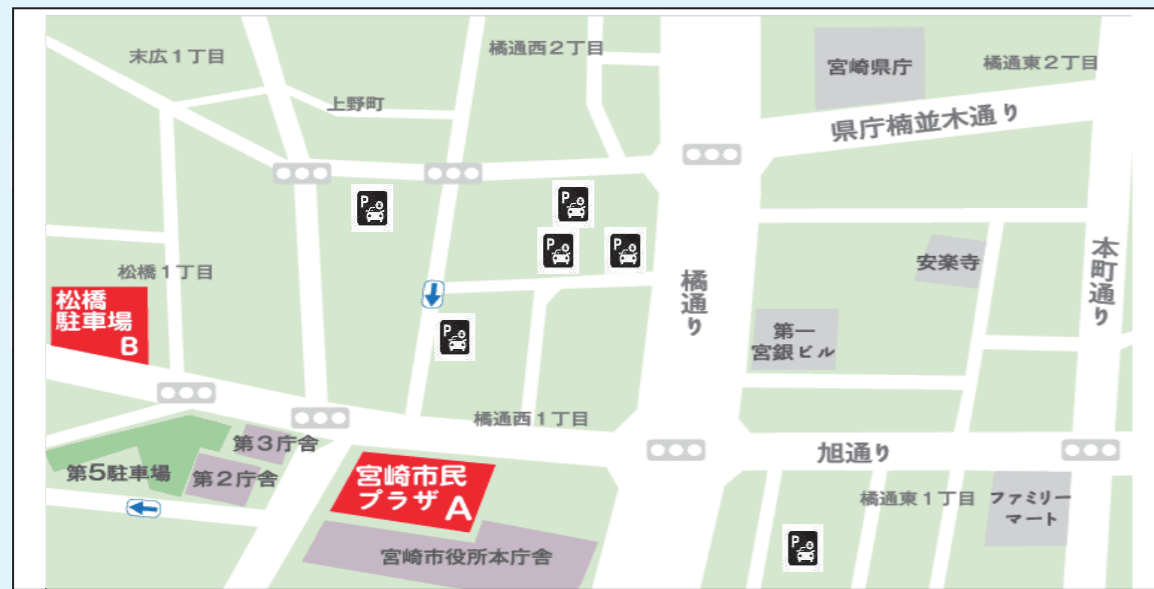 末広１丁目
橘通西２丁目
宮崎県庁
橘通東２丁目
上野町
県庁楠並木通り
P
P
P
P
松橋１丁目
安楽寺
本町通り
橘通り
松橋
駐車場
B
P
第一
宮銀ビル
橘通西１丁目
第３庁舎
旭通り
第5駐車場
第２庁舎
宮崎市民
プラザ A
橘通東１丁目
ファミリー
マート
P
宮崎市役所本庁舎